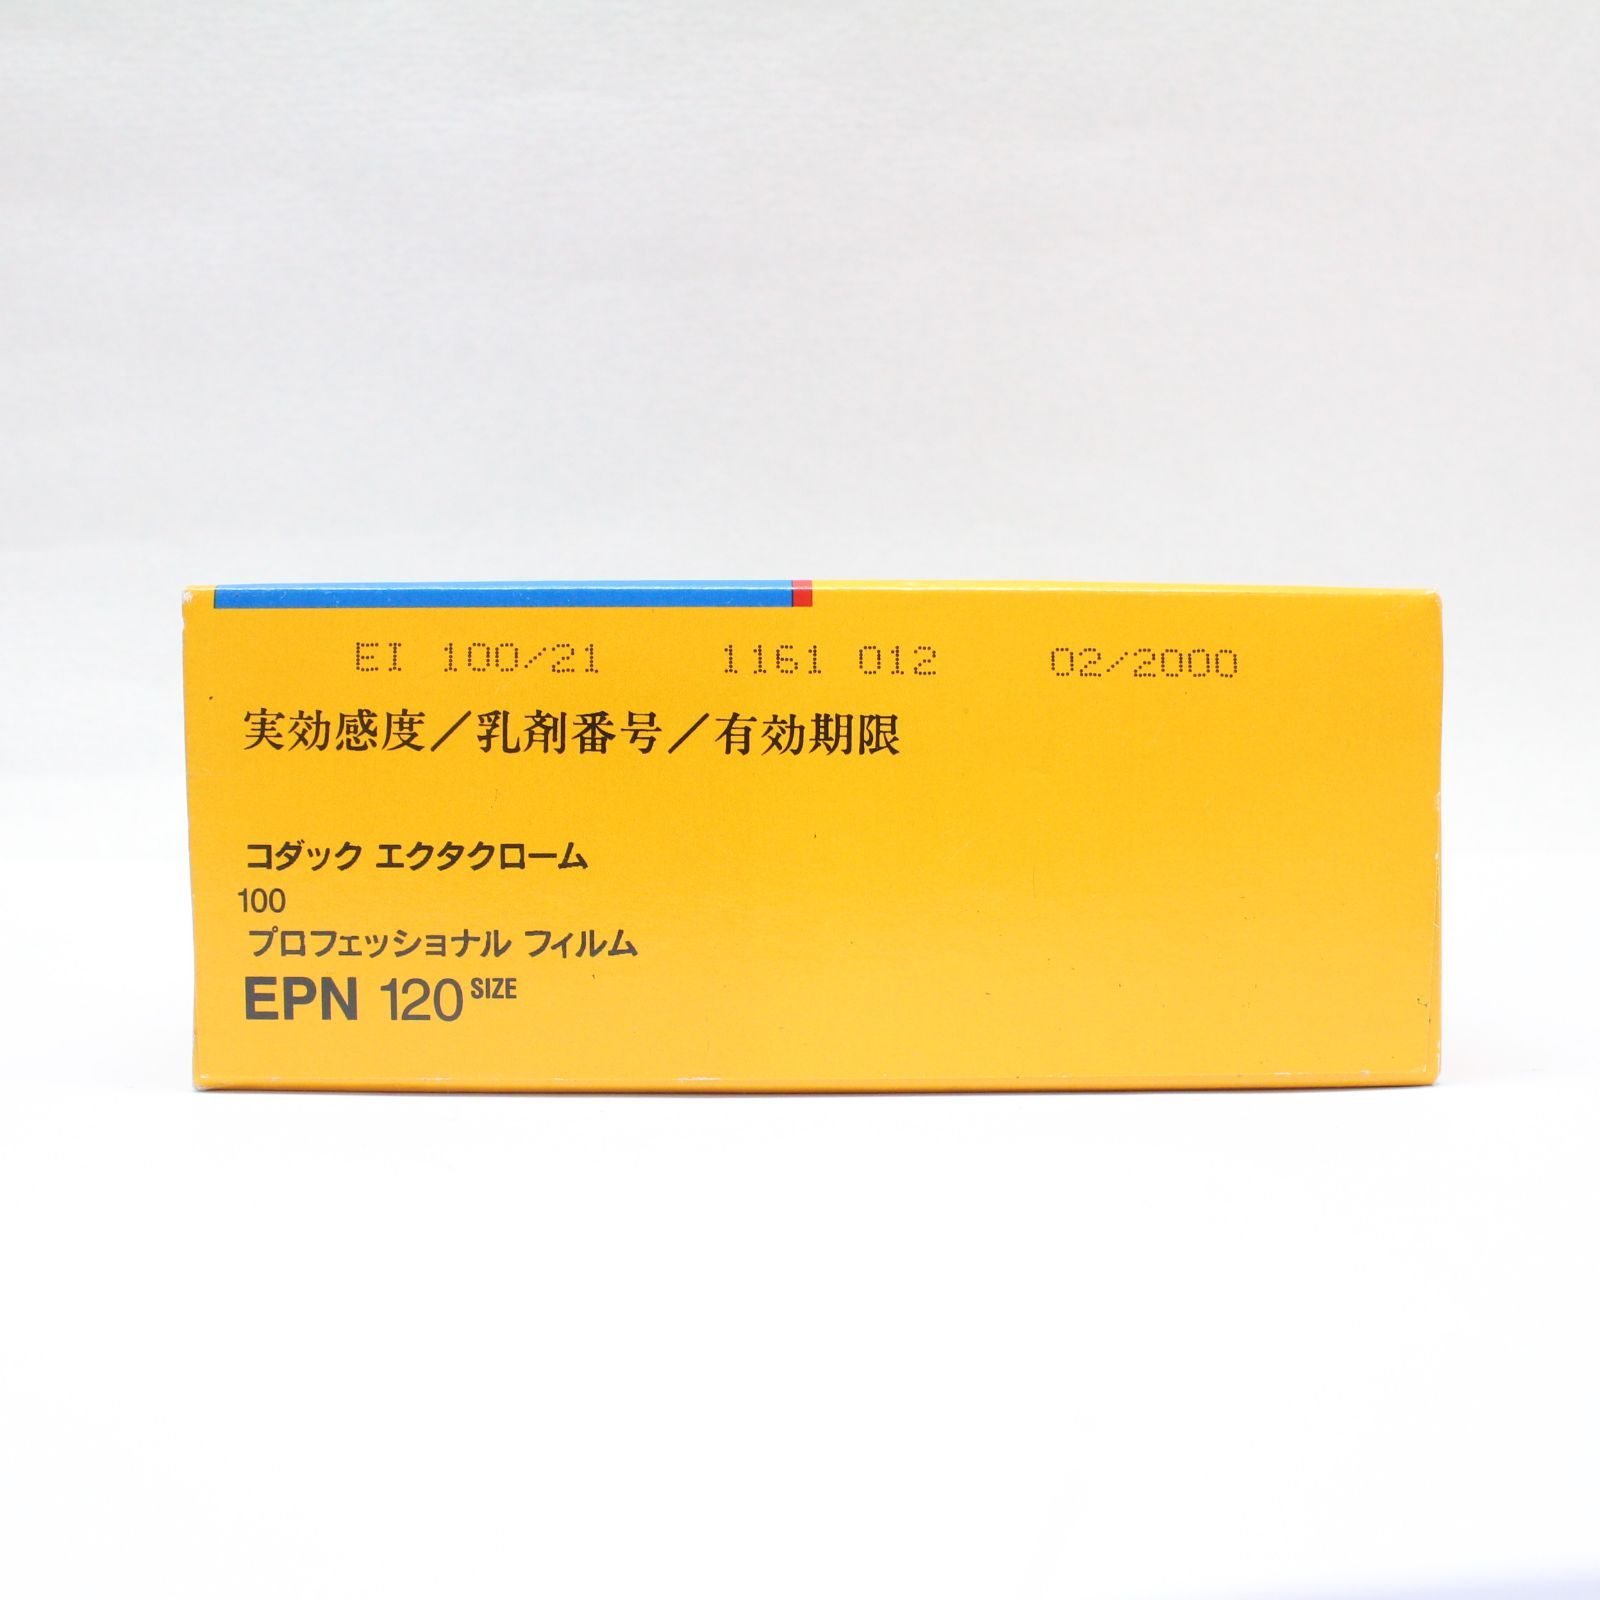 EI 100/21 1161 012 02/2000
実効感度/乳剤番号/有効期限
コダック エクタクローム
100
プロフェッショナル フィルム
EPN 120 SIZE